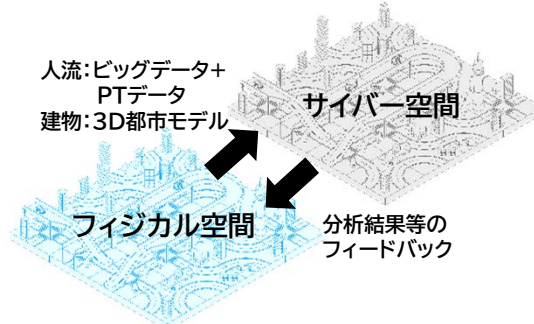 人流:ビッグデータ+
PTデータ
建物:3D都市モデル
サイバー空間
フィジカル空間
分析結果等の
フィードバック